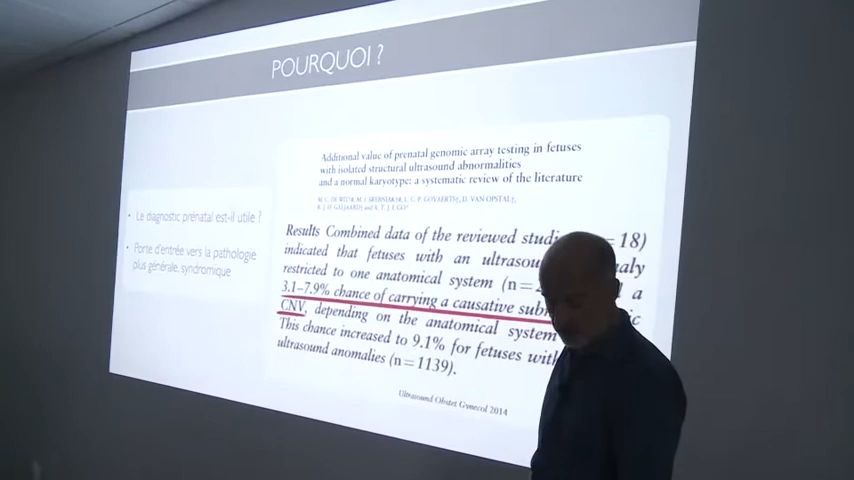 POURQUOI ?
• Le diagnostic prénatal est-il utile ?
• Porte d'entrée vers la pathologie
plus générale, syndromique
Additional value of prenatal genomic array testing in fetuses
with isolated structural ultrasound abnormalities
and a normal karyotype: a systematic review of the literature
Results Combined data of the reviewed 18)
indicated that fetuses with an
restricted to one anatomical system (n= a
3.1–7.9% chance of carrying a causative
CNV, depending on the anatomical system
This chance increased to 9.1% for fetuses with
ultrasound anomalies (n=1139).
Ultrasound Obstet Gynecol 2014